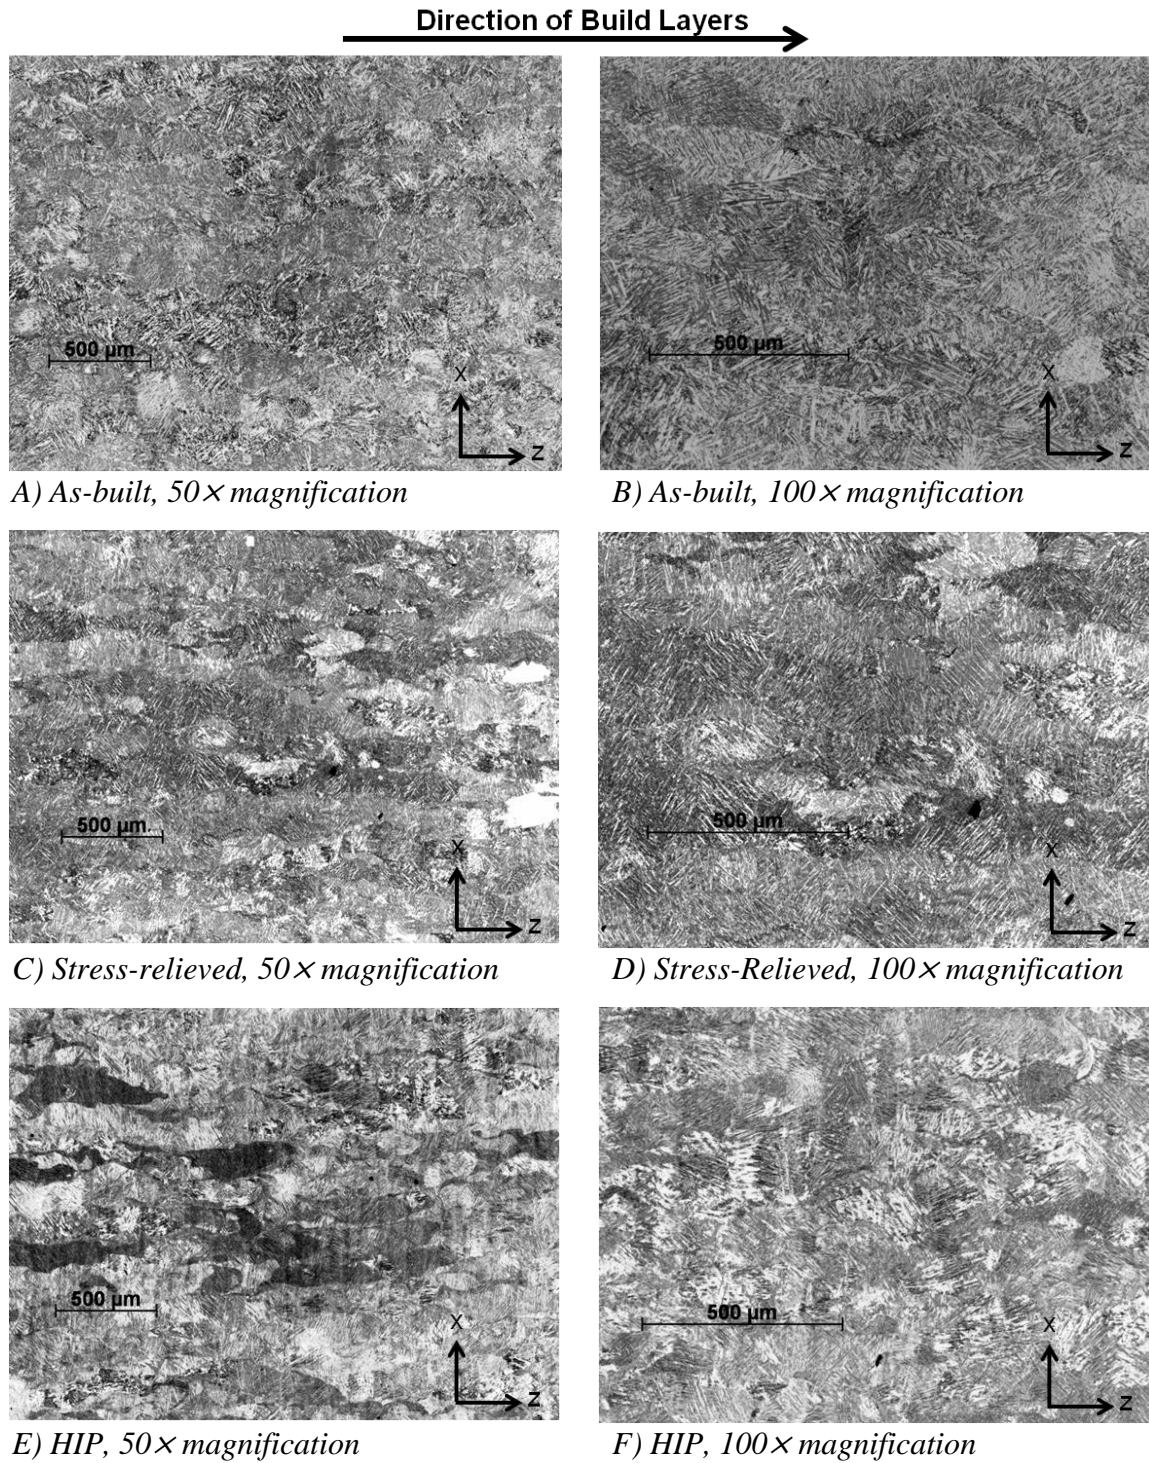 Direction of Build Layers
500 µm
X
Z
500 µm
X
Z
A) As-built, 50× magnification
B) As-built, 100× magnification
500 µm
X
Z
500 µm
X
Z
C) Stress-relieved, 50× magnification
D) Stress-Relieved, 100× magnification
500 µm
X
Z
500 µm
X
Z
E) HIP, 50× magnification
F) HIP, 100× magnification